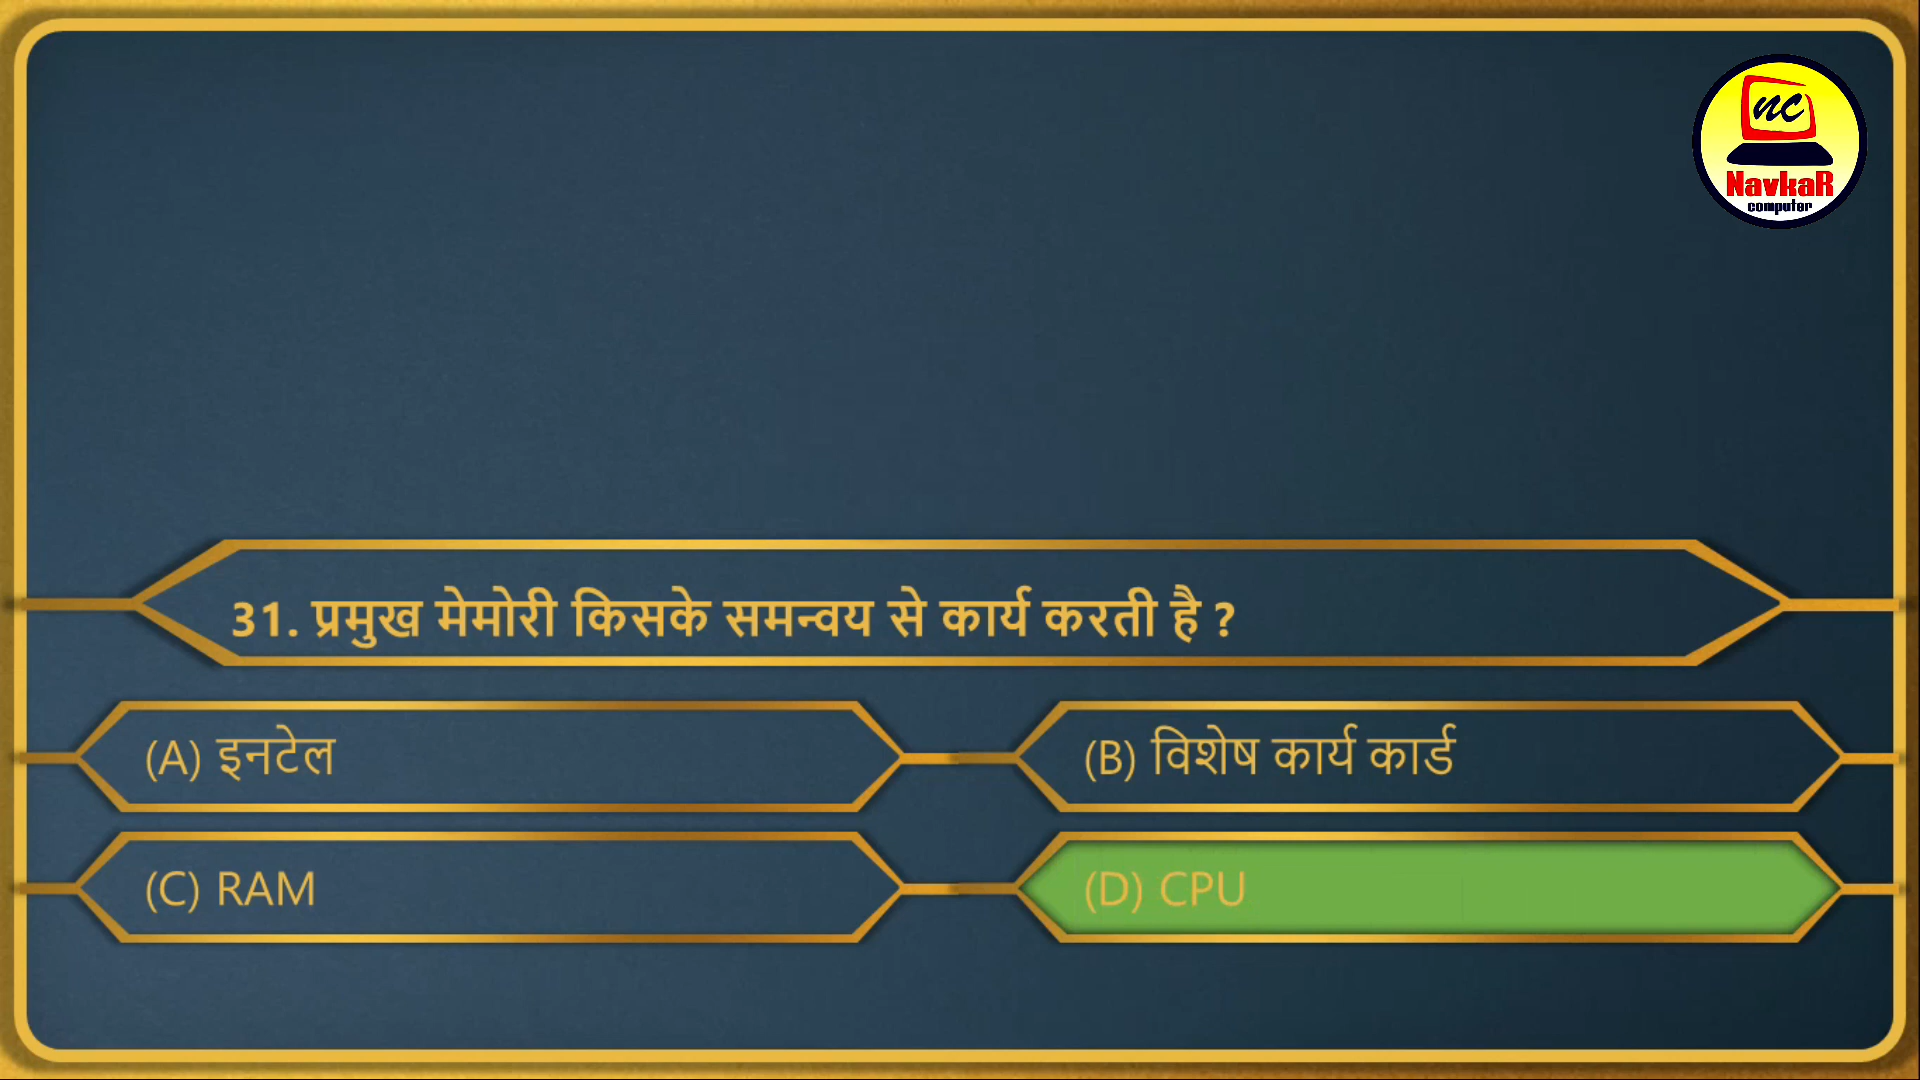 nc
NavkaR
computer
31. प्रमुख मेमोरी किसके समन्वय से कार्य करती है ?
(A) इनटेल
(B) विशेष कार्य कार्ड
(C) RAM
(D) CPU